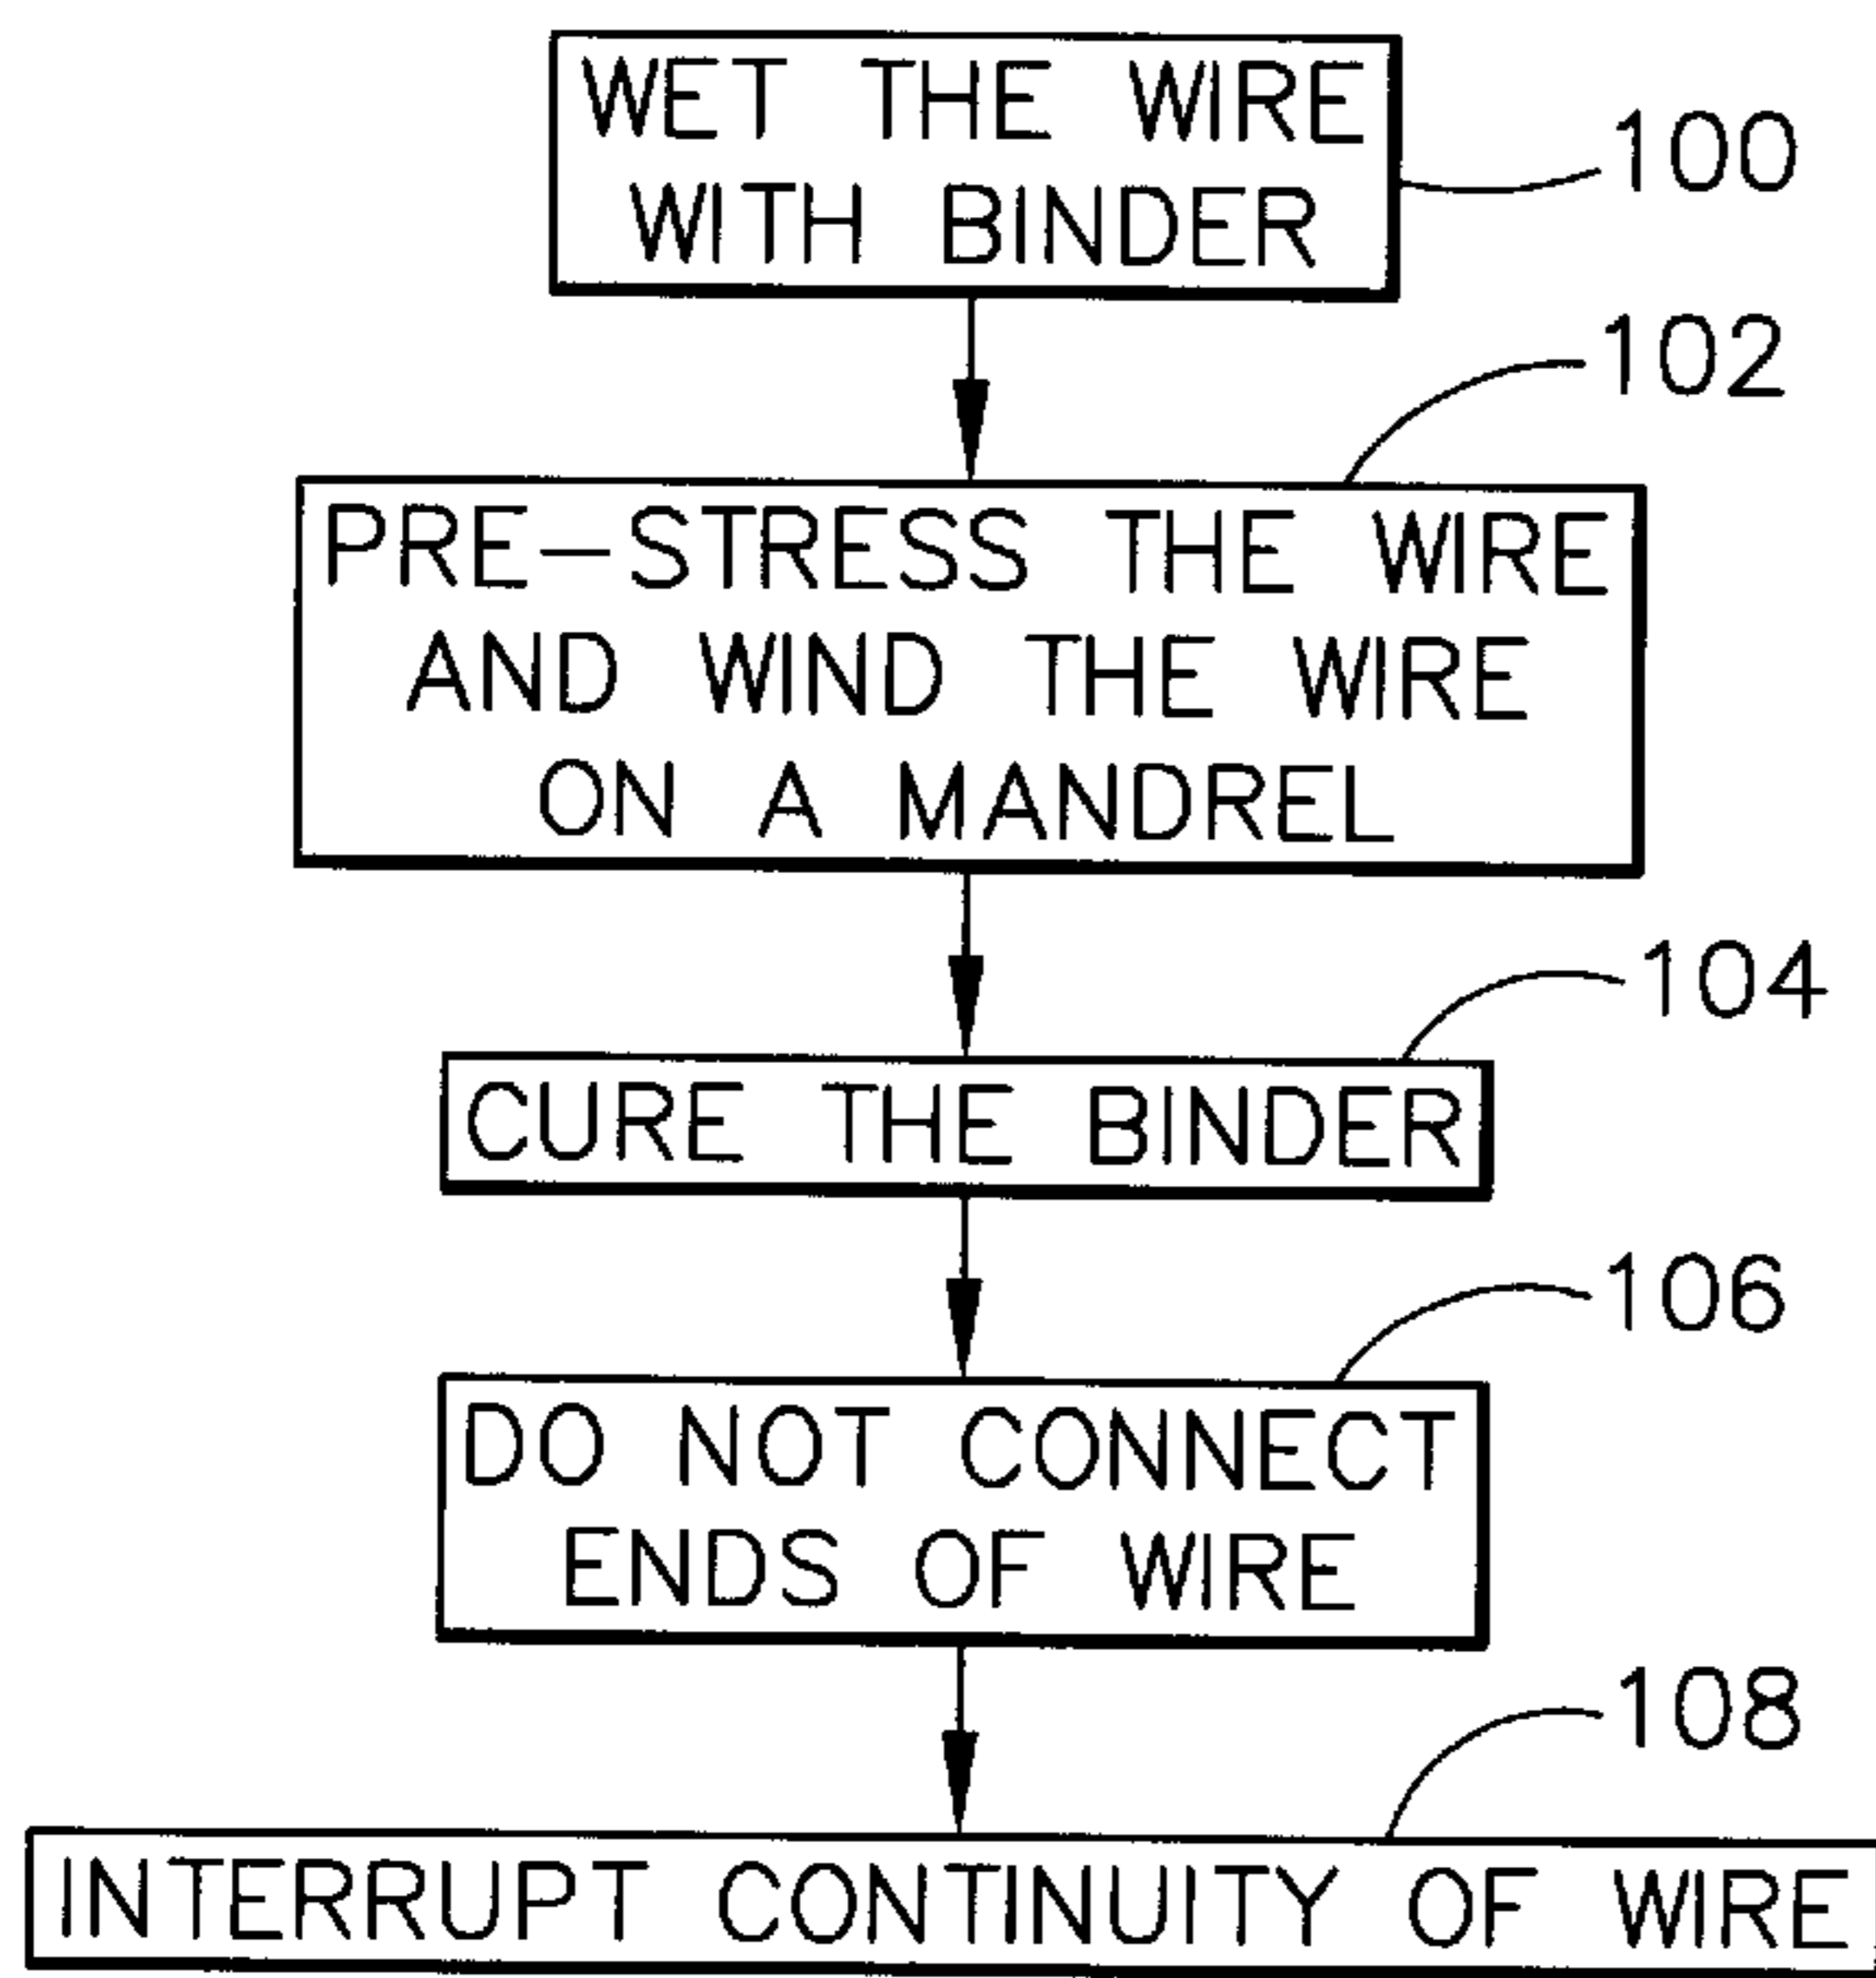 WET THE WIRE
WITH BINDER
100
102
PRE-STRESS THE WIRE
AND WIND THE WIRE
ON A MANDREL
104
CURE THE BINDER
106
DO NOT CONNECT
ENDS OF WIRE
108
INTERRUPT CONTINUITY OF WIRE